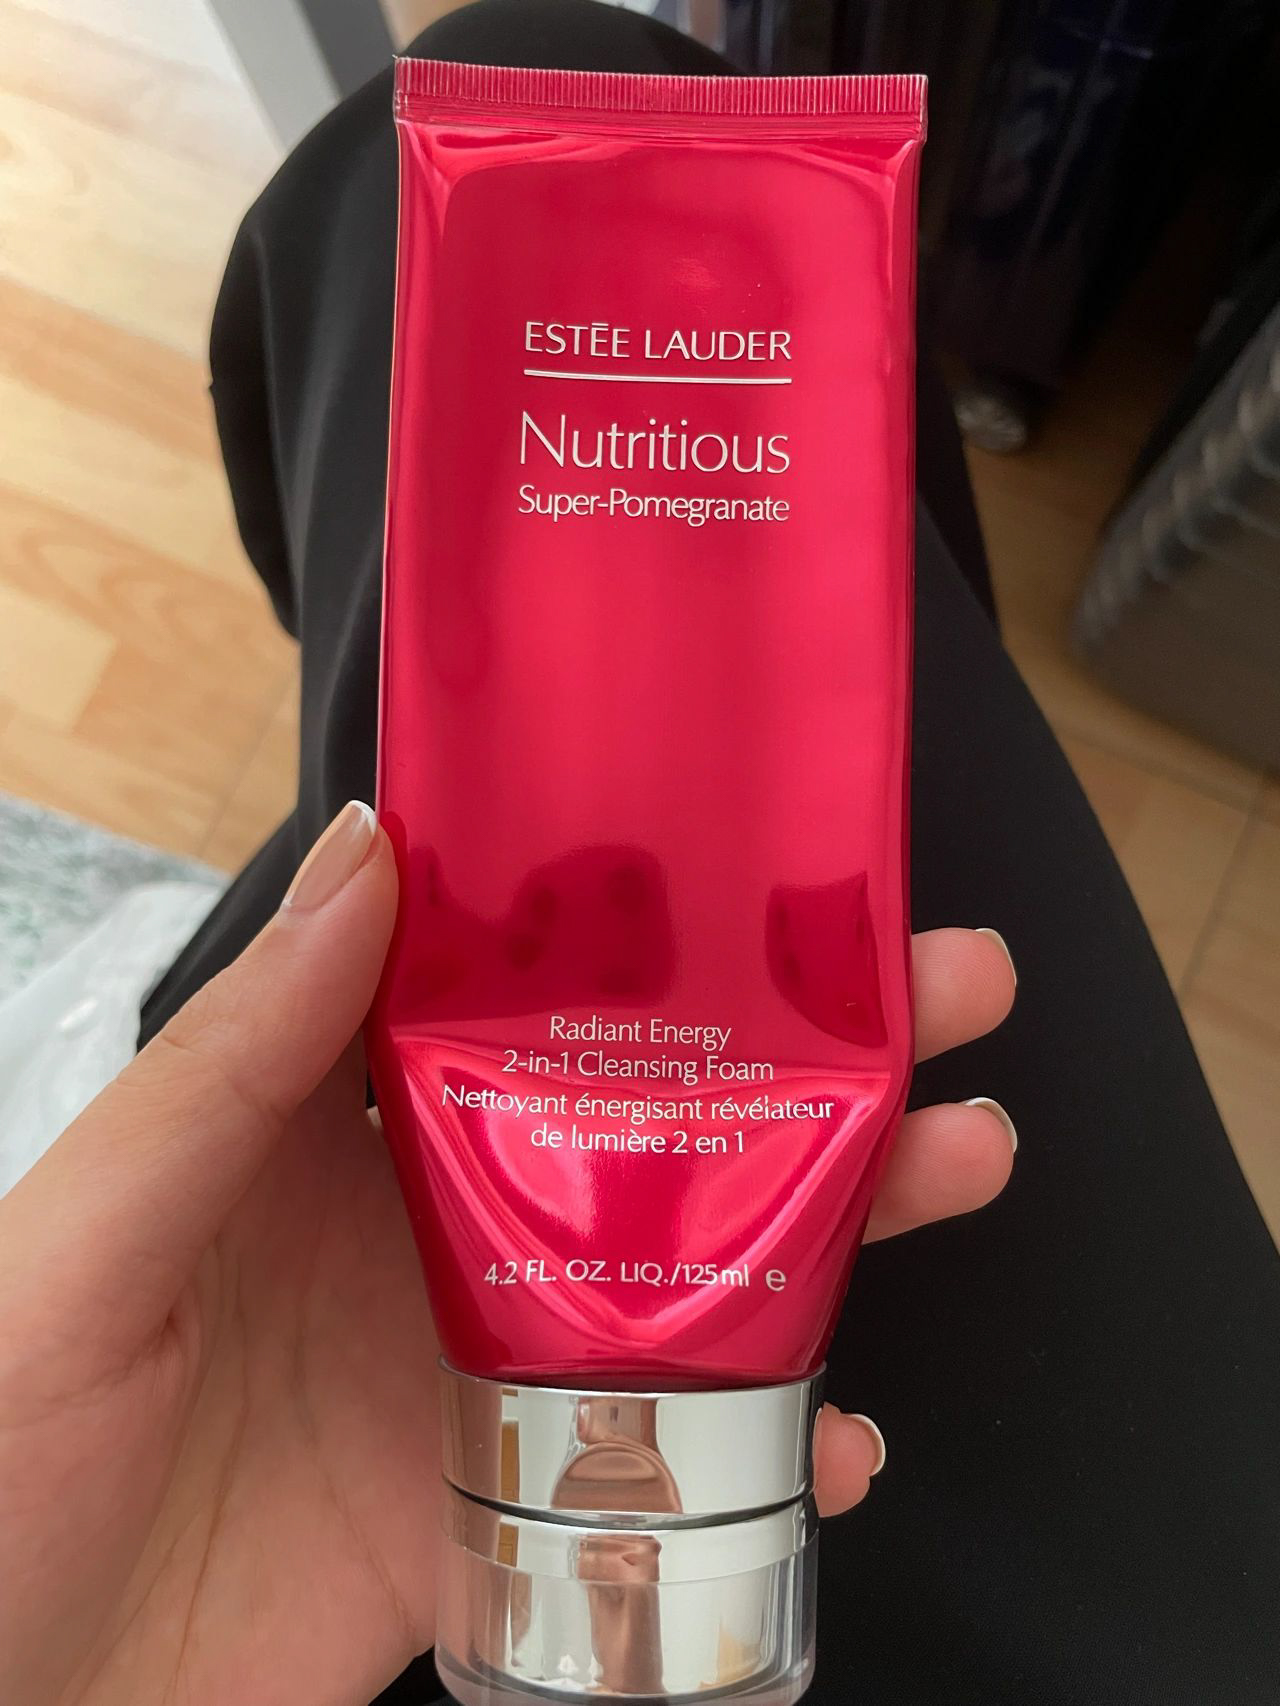 ESTĒE LAUDER
Nutritious
Super-Pomegranate
Radiant Energy
2-in-1 Cleansing Foam
Nettoyant énergisant révélateur
de lumière 2 en 1
4.2 FL. OZ. LIQ./125ml ℮